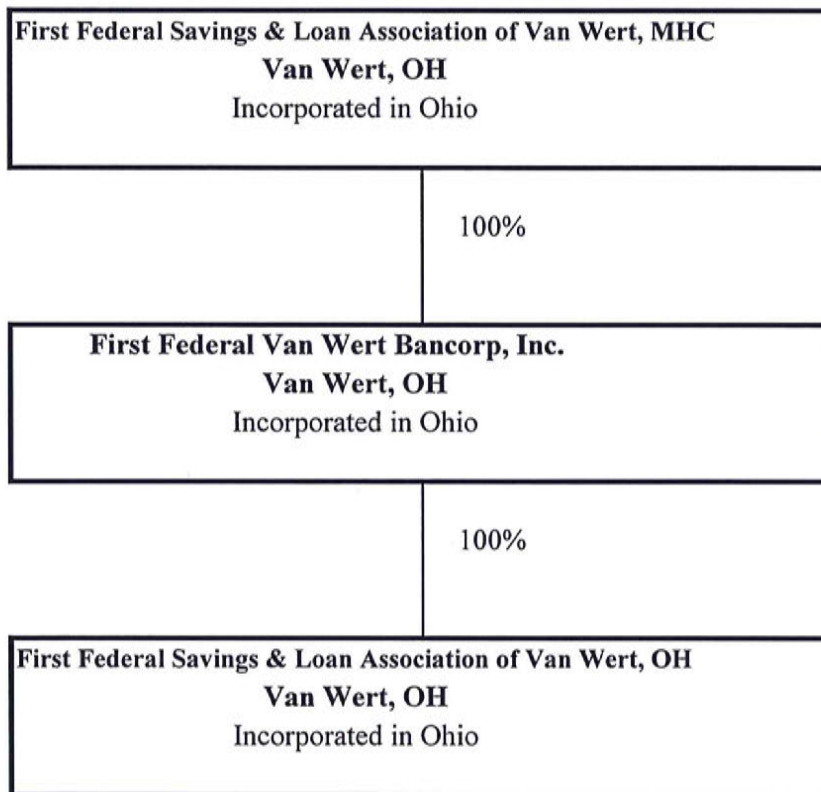 First Federal Savings & Loan Association of Van Wert, MHC
Van Wert, OH
Incorporated in Ohio
100%
First Federal Van Wert Bancorp, Inc.
Van Wert, OH
Incorporated in Ohio
100%
First Federal Savings & Loan Association of Van Wert, OH
Van Wert, OH
Incorporated in Ohio